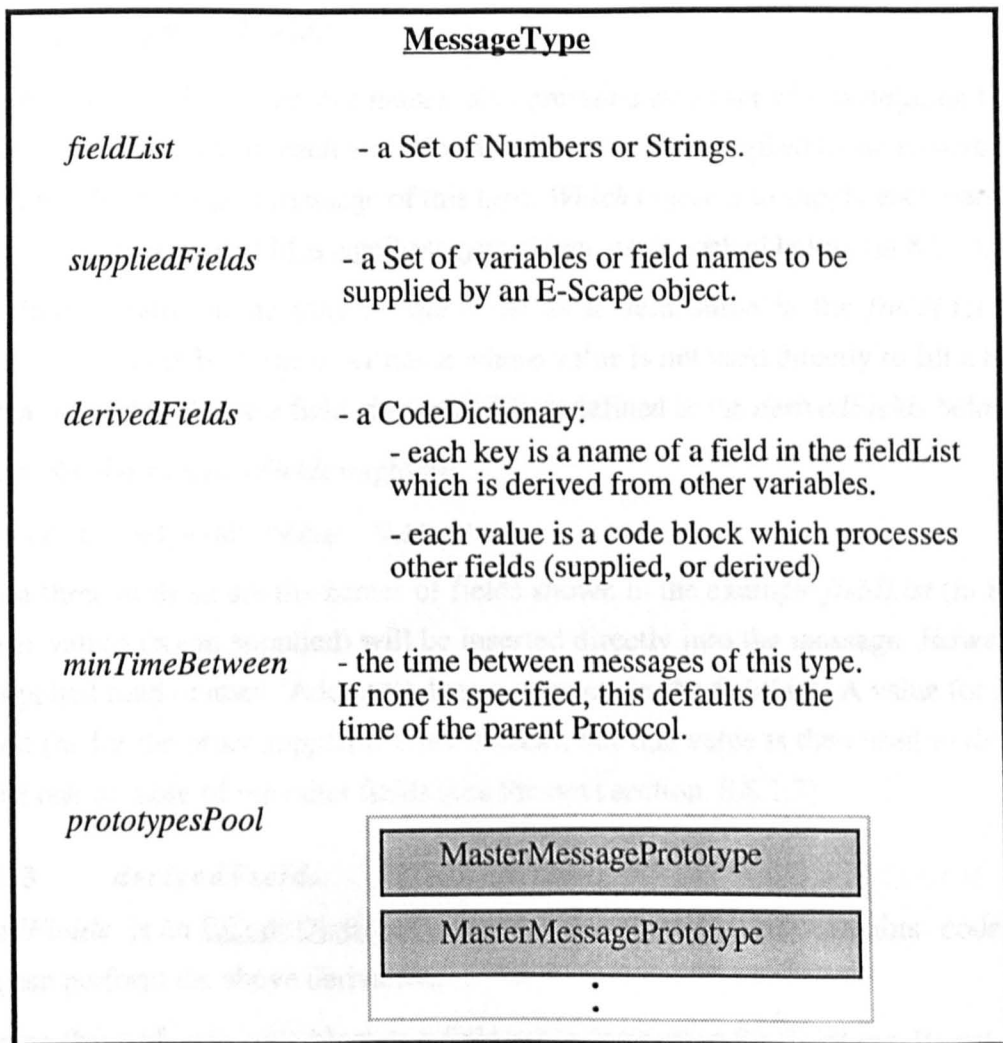 MessageType
fieldList - a Set of Numbers or Strings.
suppliedFields - a Set of variables or field names to be
supplied by an E-Scape object.
derivedFields - a CodeDictionary:
- each key is a name of a field in the fieldList
which is derived from other variables.
- each value is a code block which processes
other fields (supplied, or derived)
minTimeBetween - the time between messages of this type.
If none is specified, this defaults to the
time of the parent Protocol.
prototypesPool
MasterMessagePrototype
MasterMessagePrototype